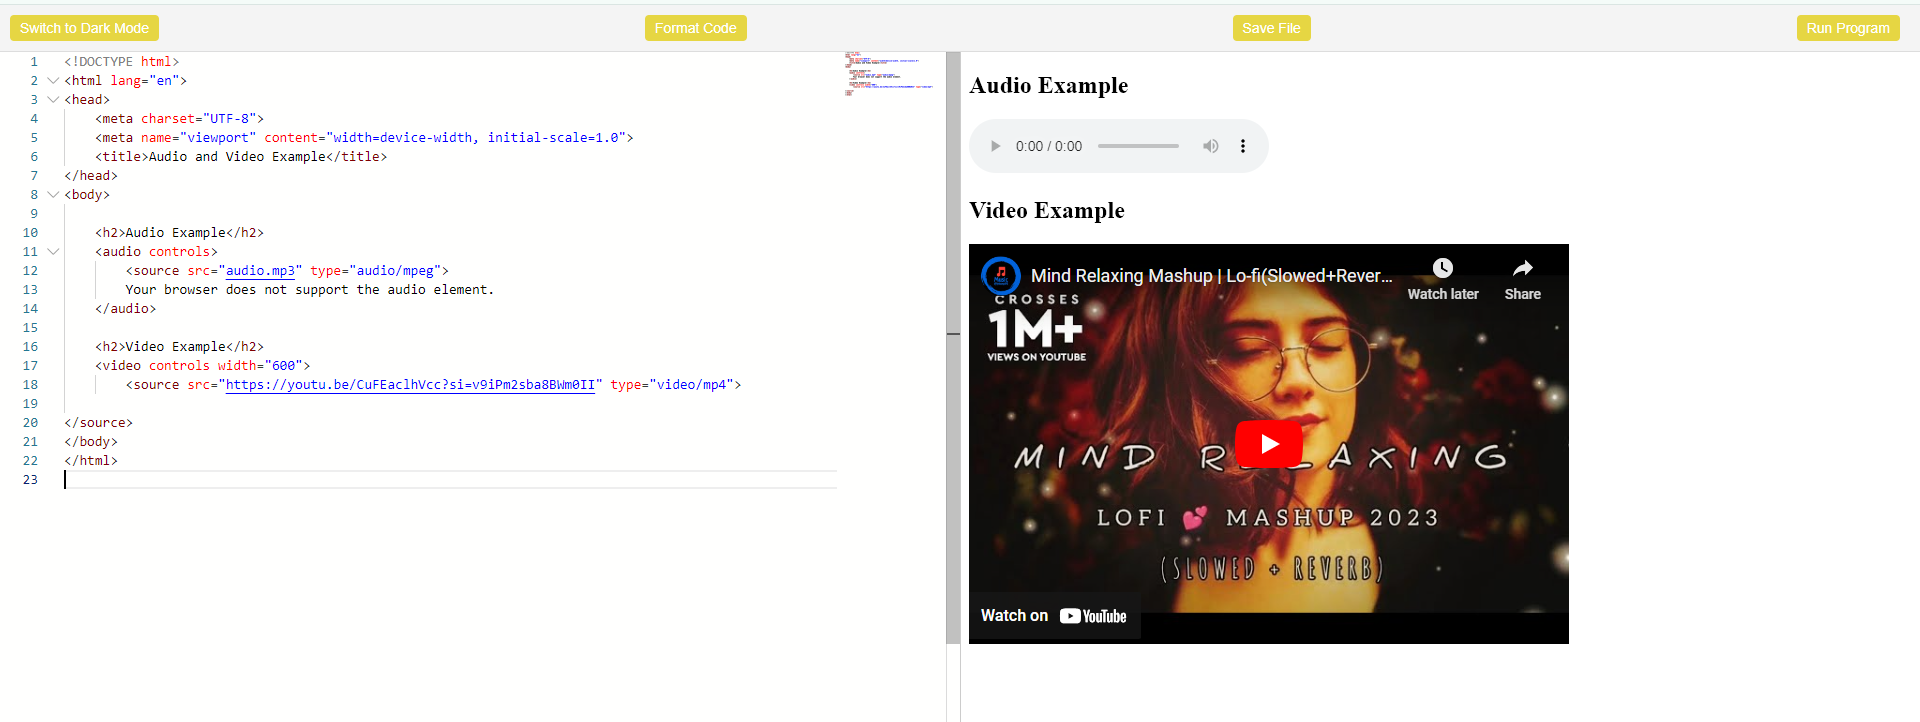 Switch to Dark Mode
Format Code
Save File
Run Program
1 <!DOCTYPE html>
2 <html lang="en">
3 <head>
4 <meta charset="UTF-8">
5 <meta name="viewport" content="width=device-width, initial-scale=1.0">
6 <title>Audio and Video Example</title>
7 </head>
8 <body>
9
10 <h2>Audio Example</h2>
11 <audio controls>
12 <source src="audio.mp3" type="audio/mpeg">
13 Your browser does not support the audio element.
14 </audio>
15
16 <h2>Video Example</h2>
17 <video controls width="600">
18 <source src="https://youtu.be/CuFEaclhVcc?si=v9iPm2sba8BWm0II" type="video/mp4">
19
20 </source>
21 </body>
22 </html>
23
Audio Example
0:00 / 0:00
Video Example
Mind Relaxing Mashup | Lo-fi(Slowed+Rever...
Watch later
Share
CROSSES
1M+
VIEWS ON YOUTUBE
MIND RELAXING
LOFI 💕 MASHUP 2023
(SLOWED + REVERB)
Watch on YouTube